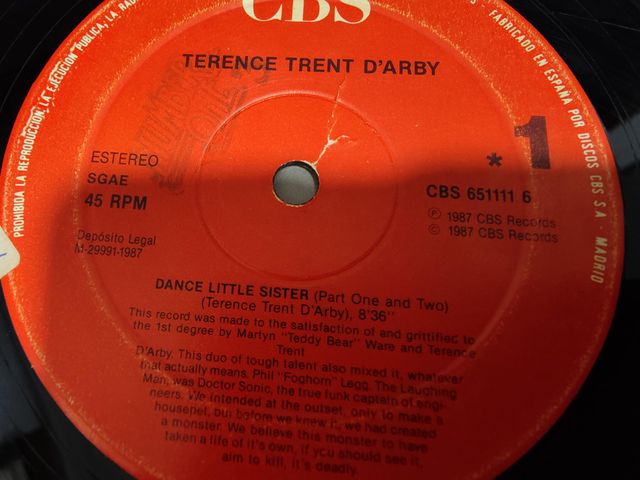 CBS
PROHIBIDA LA REPRODUCCION, LA EJECUCION PUBLICA, LA RAD
FABRICADO EN ESPAÑA POR DISCOS CBS S.A. - MADRID
TERENCE TRENT D'ARBY
ESTEREO
SGAE
45 RPM
* 1
CBS 651111 6
Ⓟ 1987 CBS Records
© 1987 CBS Records
Depósito Legal
M-29991-1987
DANCE LITTLE SISTER (Part One and Two)
(Terence Trent D'Arby), 8'36''
This record was made to the satisfaction of and grittified to
the 1st degree by Martyn "Teddy Bear" Ware and Terence
Trent
D'Arby. This duo of tough talent also mixed it, whatever
that actually means. Phil "Foghorn" Legg, The Laughing
Man, was Doctor Sonic, the true funk captain of engi-
neers. We intended at the outset, only to make a
housepet, but before we knew it, we had created
a monster. We believe this monster to have
taken a life of it's own, if you should see it,
aim to kill, it's deadly.